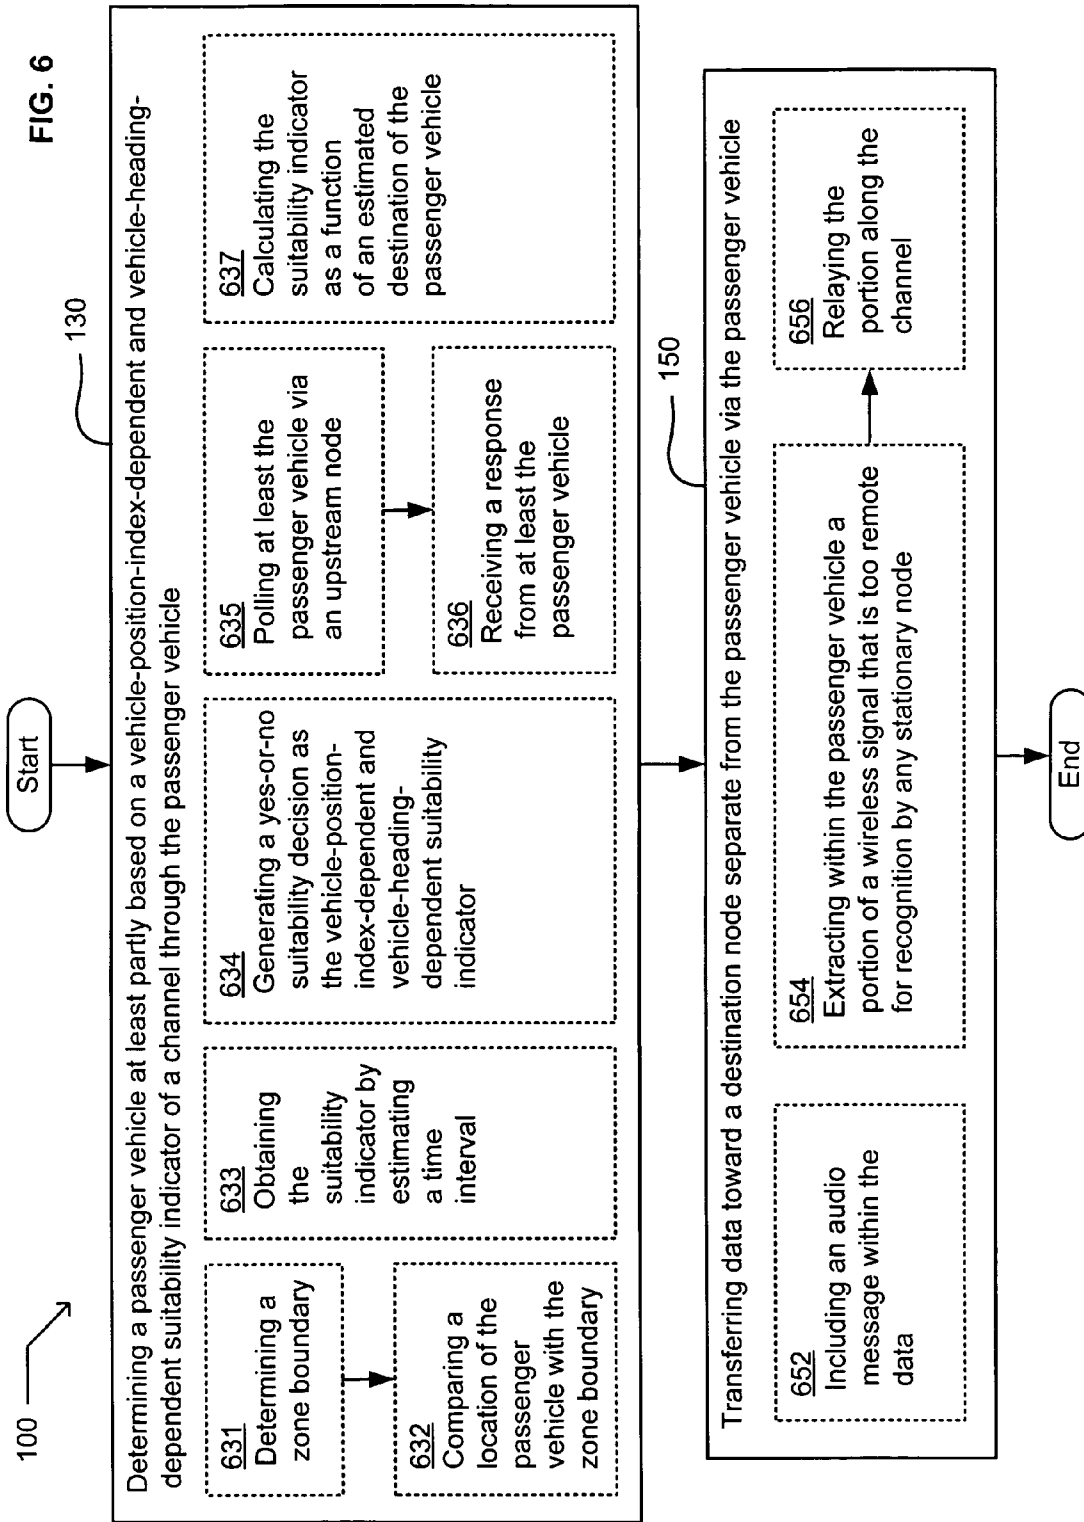 FIG. 6
100
Start
130
Determining a passenger vehicle at least partly based on a vehicle-position-index-dependent and vehicle-heading-
dependent suitability indicator of a channel through the passenger vehicle
631
Determining a
zone boundary
632
Comparing a
location of the
passenger
vehicle with the
zone boundary
633
Obtaining
the
suitability
indicator by
estimating
a time
interval
634
Generating a yes-or-no
suitability decision as
the vehicle-position-
index-dependent and
vehicle-heading-
dependent suitability
indicator
635
Polling at least the
passenger vehicle via
an upstream node
636
Receiving a response
from at least the
passenger vehicle
637
Calculating the
suitability indicator
as a function
of an estimated
destination of the
passenger vehicle
150
Transferring data toward a destination node separate from the passenger vehicle via the passenger vehicle
652
Including an audio
message within the
data
654
Extracting within the passenger vehicle a
portion of a wireless signal that is too remote
for recognition by any stationary node
656
Relaying the
portion along the
channel
End